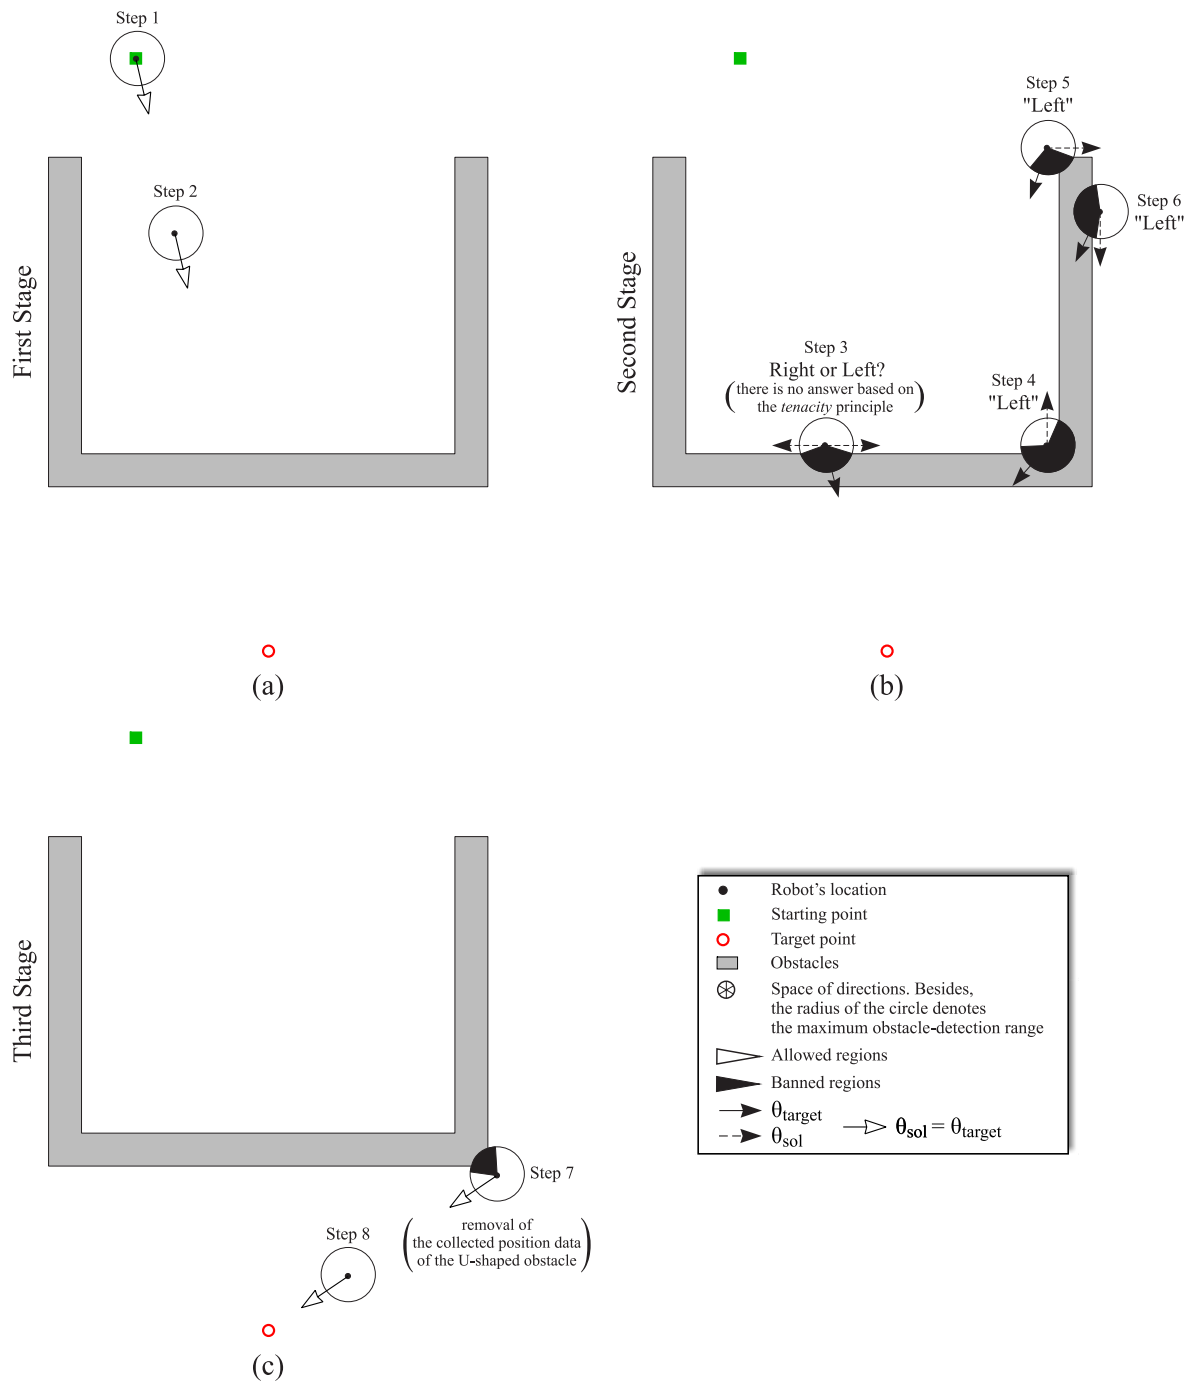 Step 1
Step 2
First Stage
(a)
Step 5
"Left"
Step 6
"Left"
Second Stage
Step 3
Right or Left?
(there is no answer based on
the tenacity principle)
Step 4
"Left"
(b)
Third Stage
Step 7
(removal of
the collected position data
of the U-shaped obstacle)
Step 8
(c)
Robot's location
Starting point
Target point
Obstacles
Space of directions. Besides,
the radius of the circle denotes
the maximum obstacle-detection range
Allowed regions
Banned regions
θtarget
θsol
θsol = θtarget